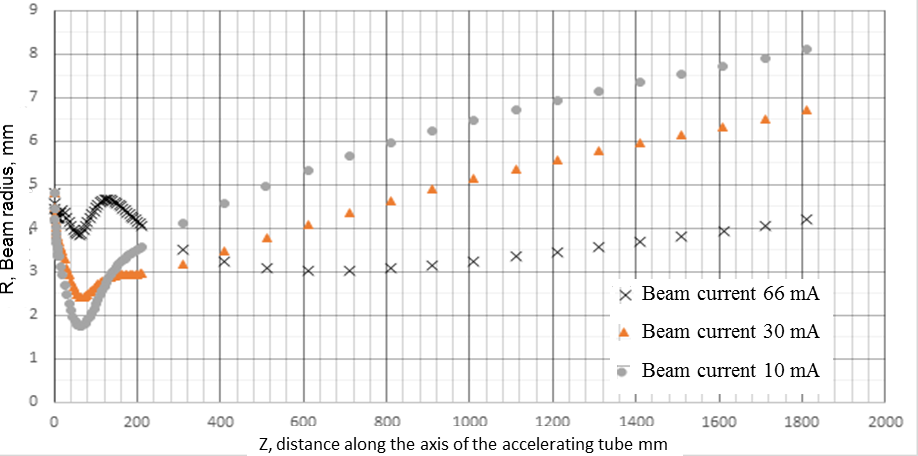 9
8
7
6
5
4
3
2
1
0
R, Beam radius, mm
Beam current 66 mA
Beam current 30 mA
Beam current 10 mA
0 200 400 600 800 1000 1200 1400 1600 1800 2000
Z, distance along the axis of the accelerating tube mm